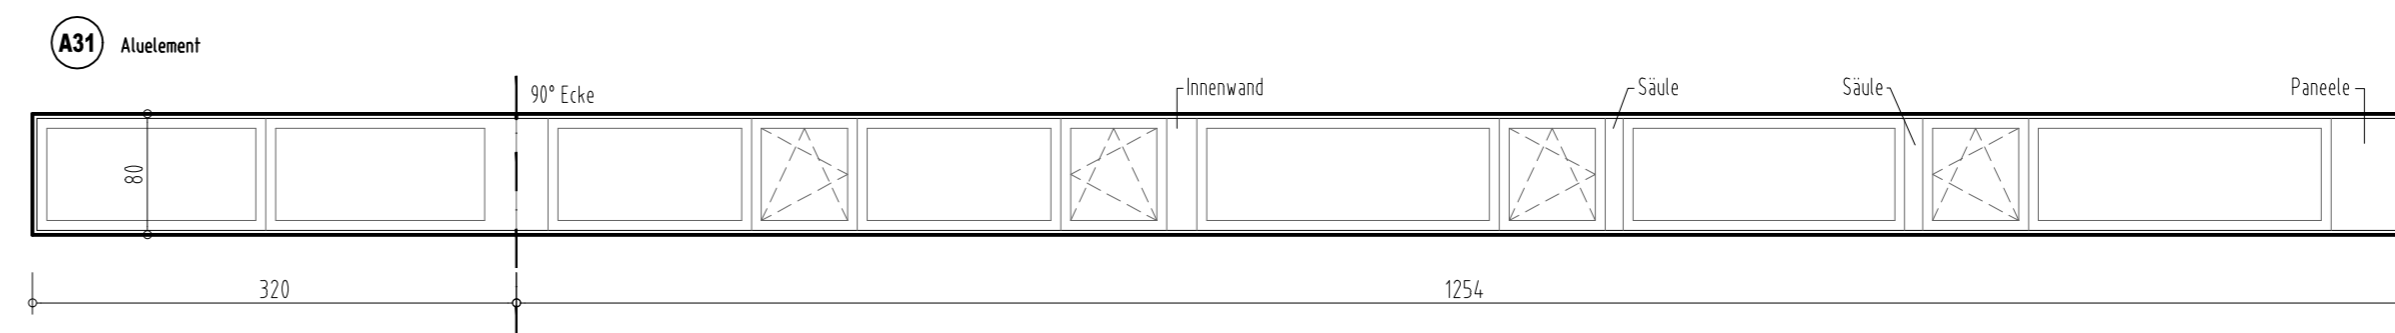 A31 Aluelement
90° Ecke
Innenwand
Säule
Säule
Paneele
80
320
1254